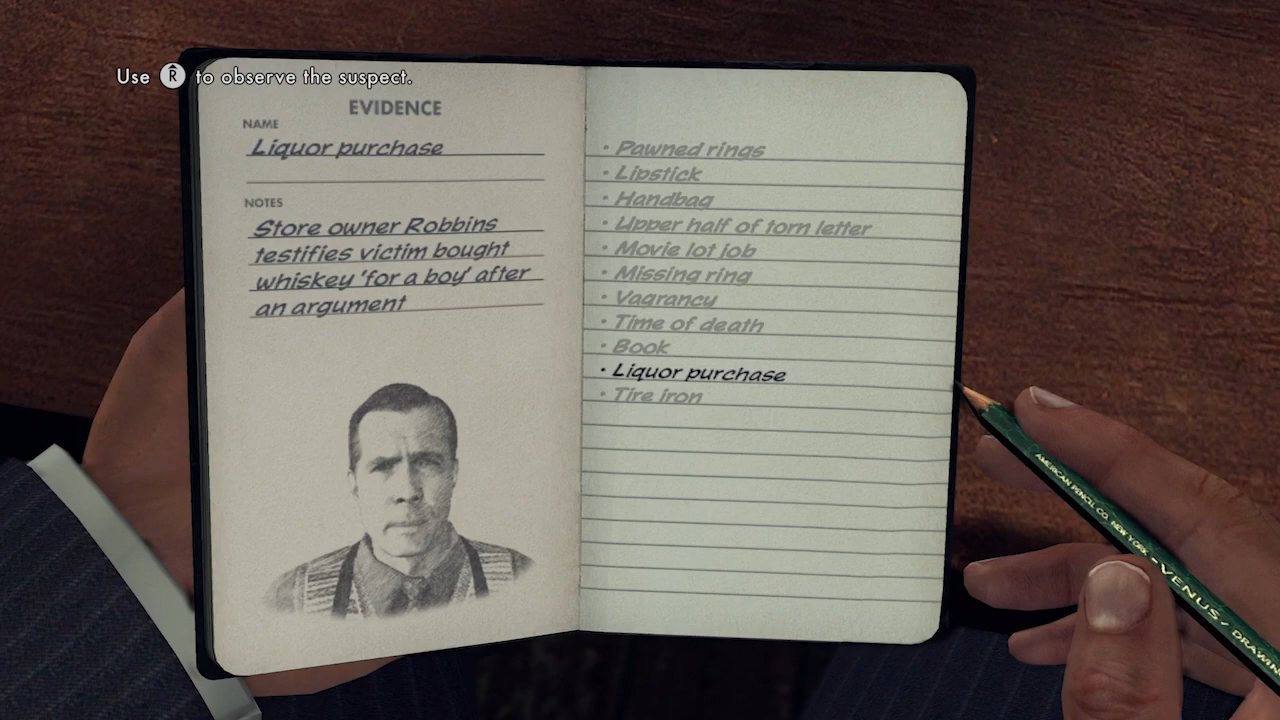 Use R to observe the suspect.
EVIDENCE
NAME
Liquor purchase
NOTES
Store owner Robbins
testifies victim bought
whiskey 'for a boy' after
an argument
• Pawned rings
• Lipstick
• Handbag
• Upper half of torn letter
• Movie lot job
• Missing ring
• Vagrancy
• Time of death
• Book
• Liquor purchase
• Tire iron
AMERICAN PENCIL CO. NEW YORK - VENUS / DRAWING